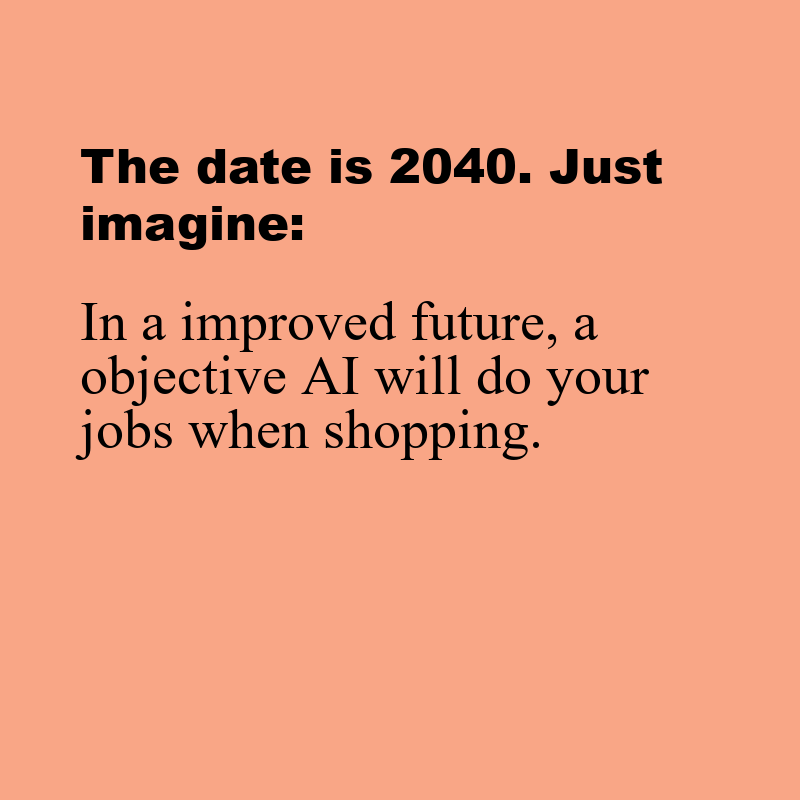 The date is 2040. Just
imagine:
In a improved future, a
objective AI will do your
jobs when shopping.